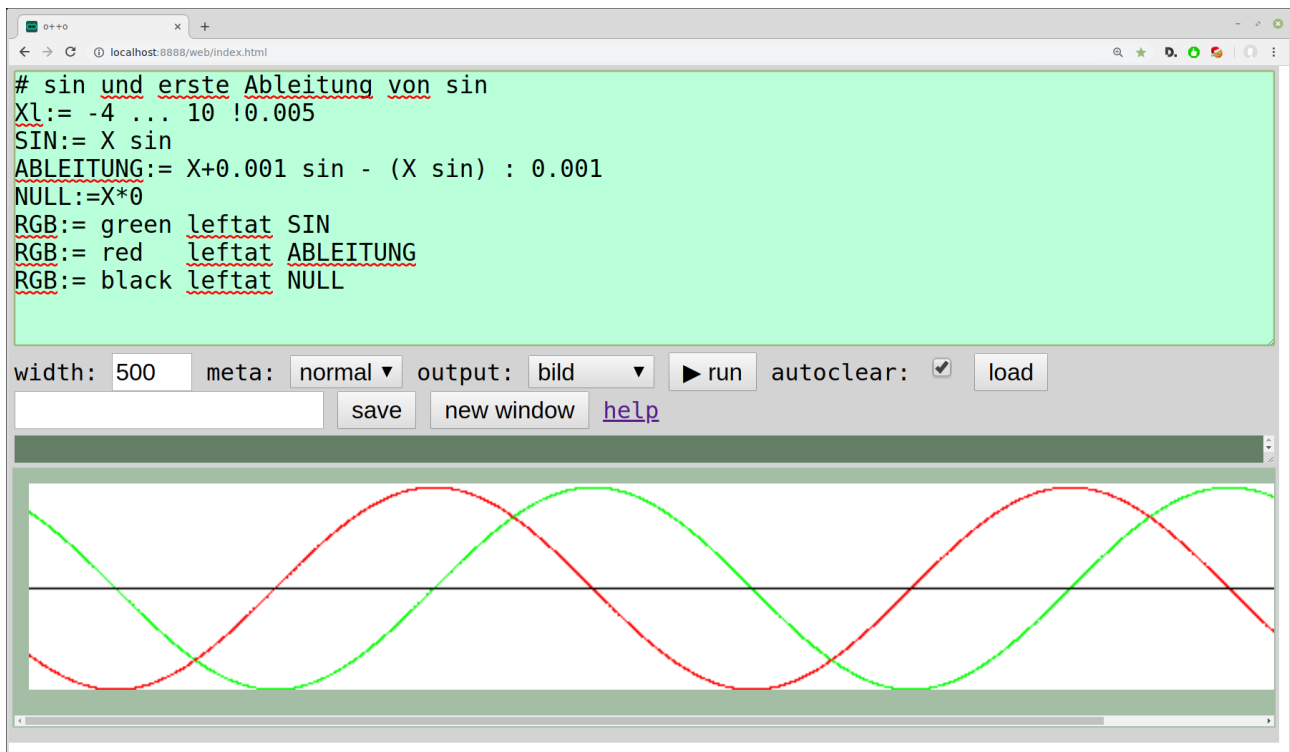 o++o × +
localhost:8888/web/index.html D.
# sin und erste Ableitung von sin
Xl:= -4 ... 10 !0.005
SIN:= X sin
ABLEITUNG:= X+0.001 sin - (X sin) : 0.001
NULL:=X*0
RGB:= green leftat SIN
RGB:= red   leftat ABLEITUNG
RGB:= black leftat NULL
width: 500 meta: normal ▼ output: bild ▼ ▶ run autoclear: ✔ load
save new window help